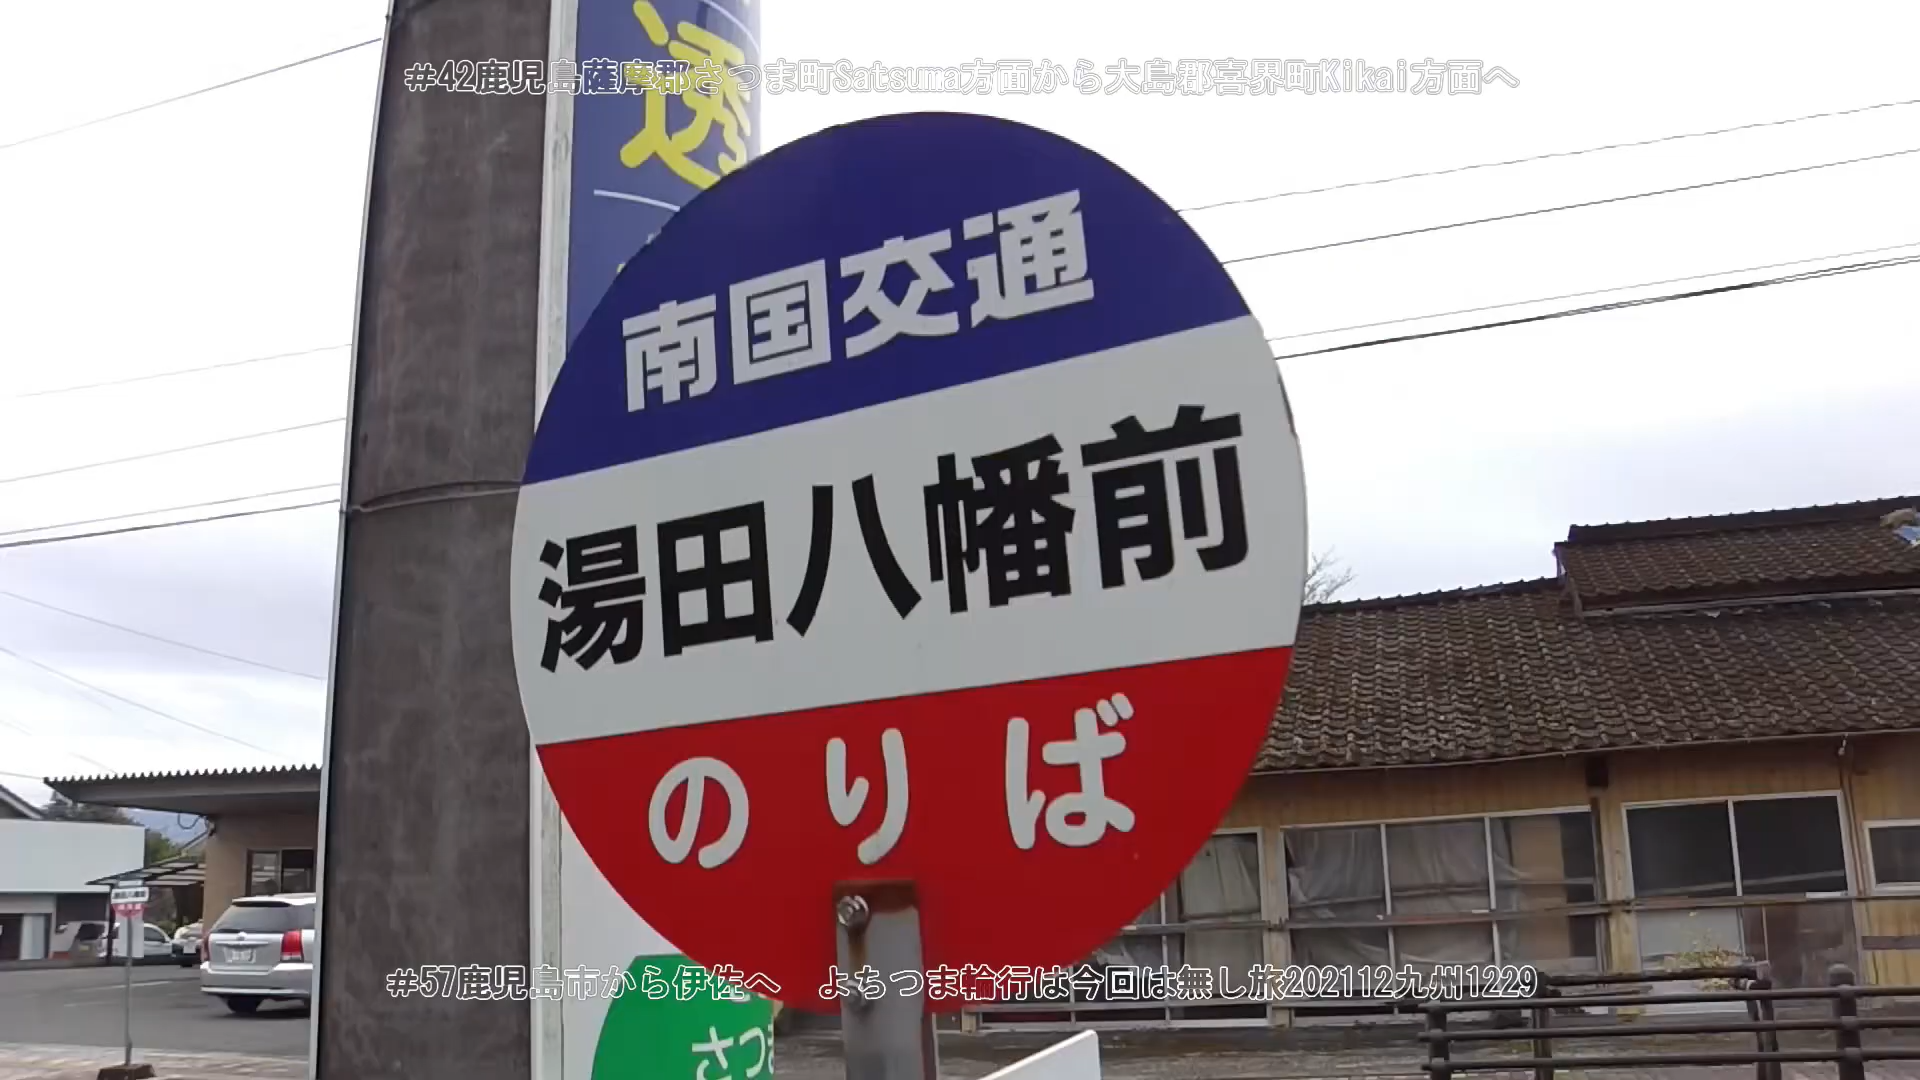 #42鹿児島薩摩郡さつま町Satsuma方面から大島郡喜界町Kikai方面へ
透
南国交通
湯田八幡前
のりば
#57鹿児島市から伊佐へ　よちつま輪行は今回は無し旅202112九州1229
さつ